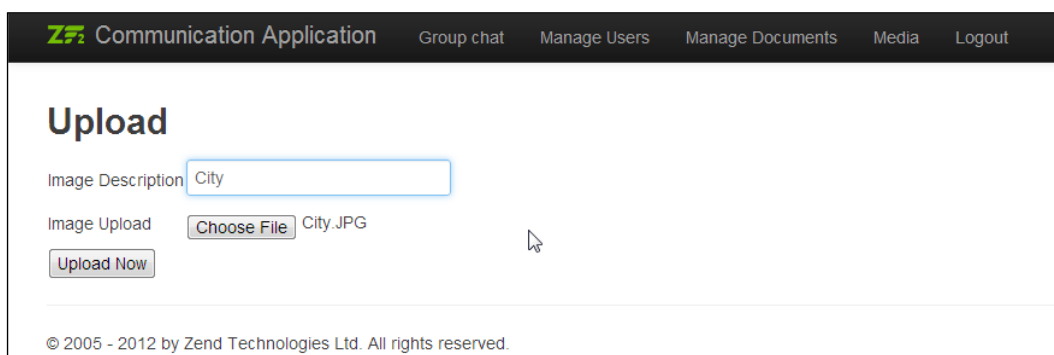 ZF2 Communication Application Group chat Manage Users Manage Documents Media Logout
Upload
Image Description City
Image Upload Choose File City.JPG
Upload Now
© 2005 - 2012 by Zend Technologies Ltd. All rights reserved.